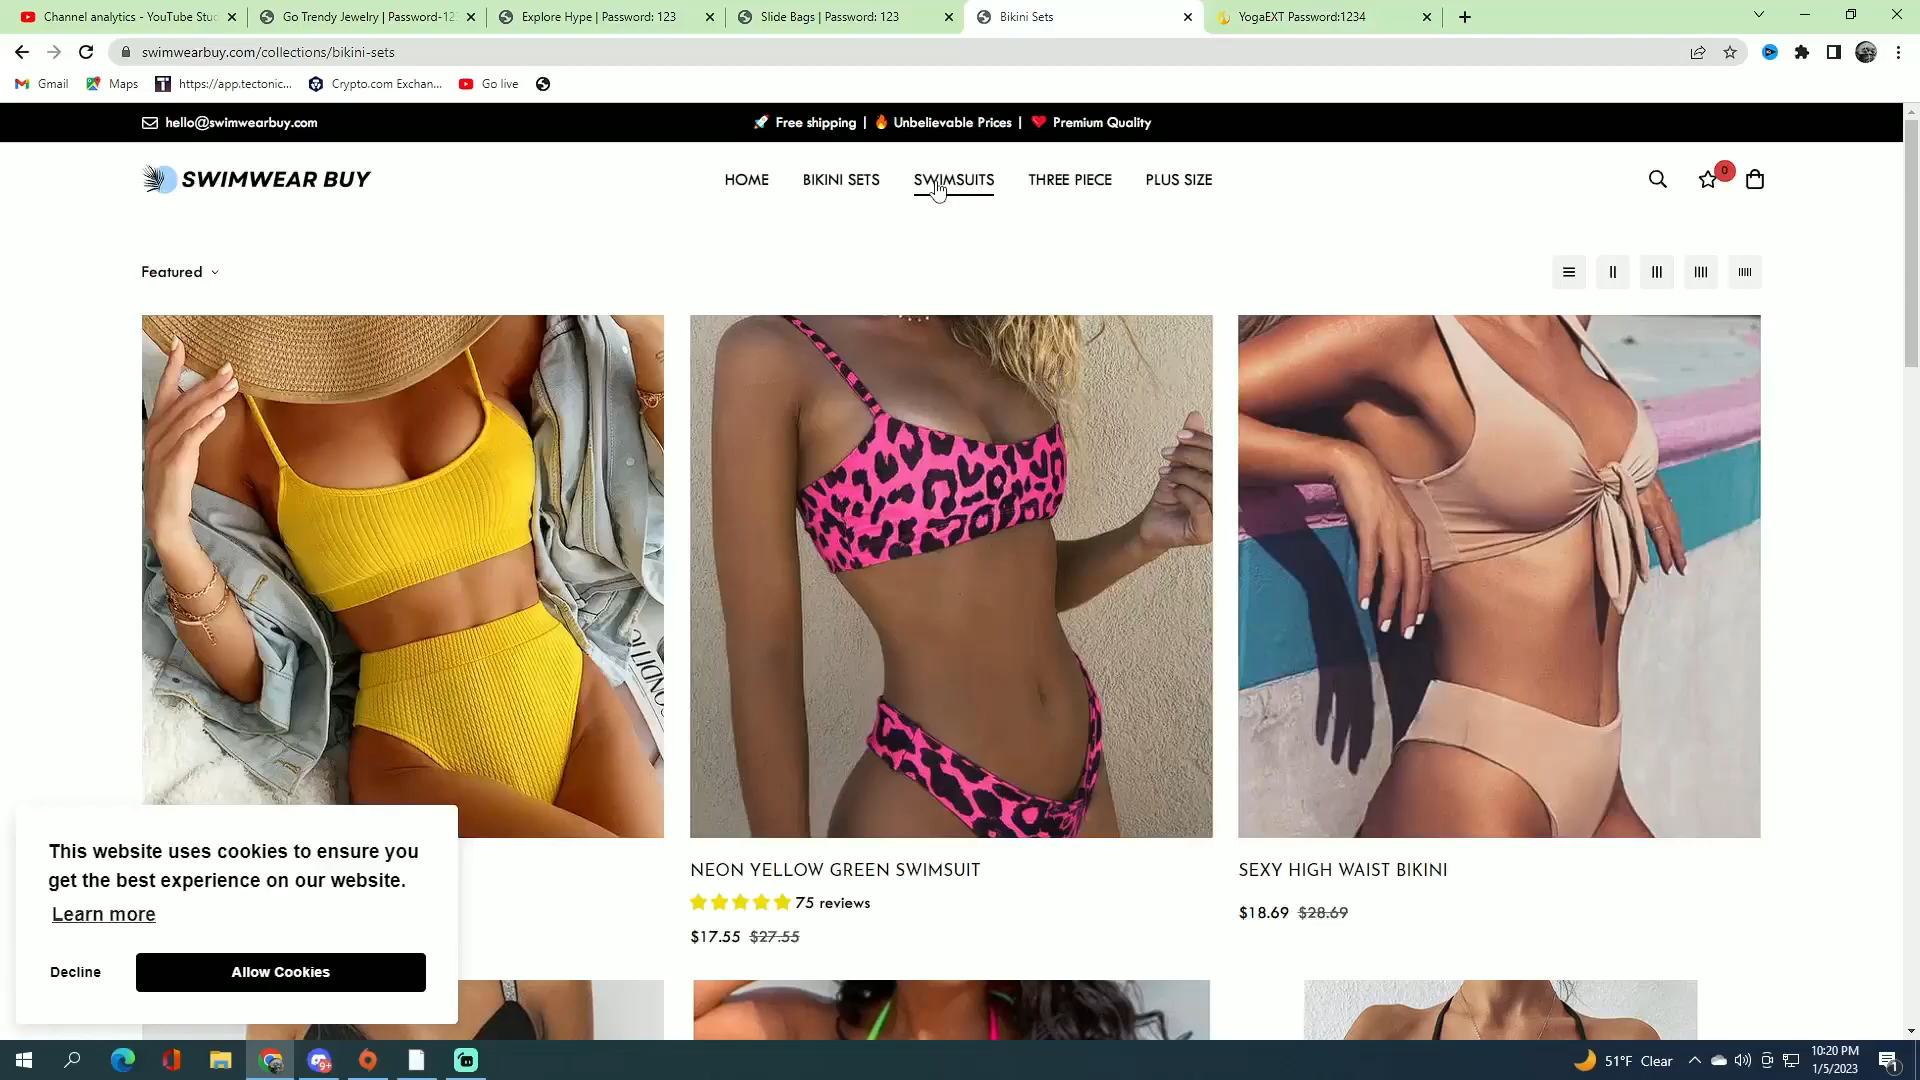 Channel analytics - YouTube Stu
Go Trendy Jewelry | Password-12
Explore Hype | Password: 123
Slide Bags | Password: 123
Bikini Sets
YogaEXT Password:1234
swimwearbuy.com/collections/bikini-sets
Gmail
Maps
https://app.tectonic...
Crypto.com Exchan...
Go live
hello@swimwearbuy.com
🚀 Free shipping | 🔥 Unbelievable Prices | ❤️ Premium Quality
SWIMWEAR BUY
HOME
BIKINI SETS
SWIMSUITS
THREE PIECE
PLUS SIZE
0
Featured
NEON YELLOW GREEN SWIMSUIT
75 reviews
$17.55 $27.55
SEXY HIGH WAIST BIKINI
$18.69 $28.69
This website uses cookies to ensure you
get the best experience on our website.
Learn more
Decline
Allow Cookies
9+
51°F Clear
10:20 PM
1/5/2023
1